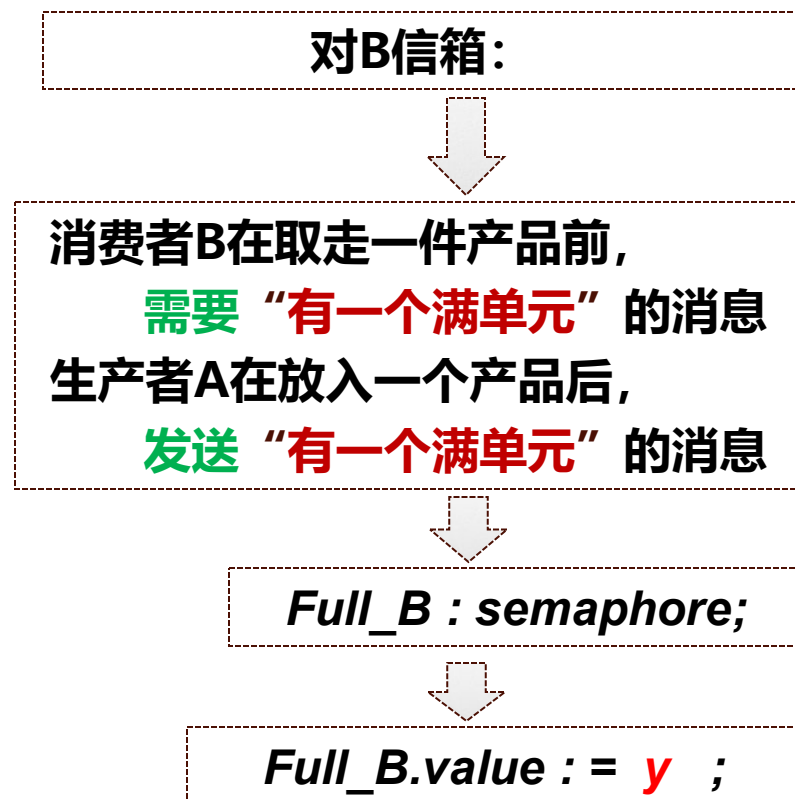 对B信箱：
消费者B在取走一件产品前，
需要“有一个满单元”的消息
生产者A在放入一个产品后，
发送“有一个满单元”的消息
Full_B : semaphore;
Full_B.value : = y ;